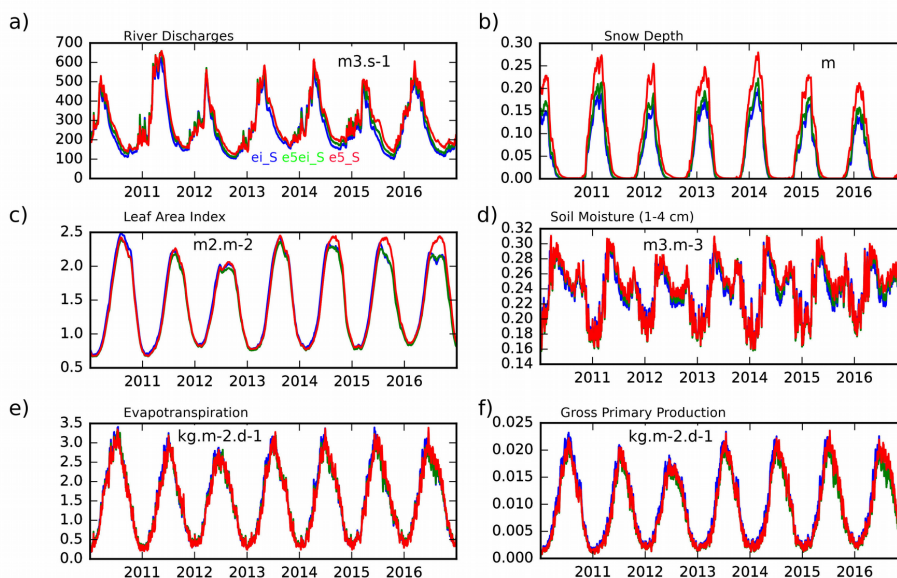 a)
River Discharges
m3.s-1
700
600
500
400
300
200
100
0
ei_S e5ei_S e5_S
2011 2012 2013 2014 2015 2016
b)
Snow Depth
m
0.30
0.25
0.20
0.15
0.10
0.05
0.00
2011 2012 2013 2014 2015 2016
c)
Leaf Area Index
m2.m-2
2.5
2.0
1.5
1.0
0.5
2011 2012 2013 2014 2015 2016
d)
Soil Moisture (1-4 cm)
m3.m-3
0.32
0.30
0.28
0.26
0.24
0.22
0.20
0.18
0.16
0.14
2011 2012 2013 2014 2015 2016
e)
Evapotranspiration
kg.m-2.d-1
3.5
3.0
2.5
2.0
1.5
1.0
0.5
0.0
2011 2012 2013 2014 2015 2016
f)
Gross Primary Production
kg.m-2.d-1
0.025
0.020
0.015
0.010
0.005
0.000
2011 2012 2013 2014 2015 2016